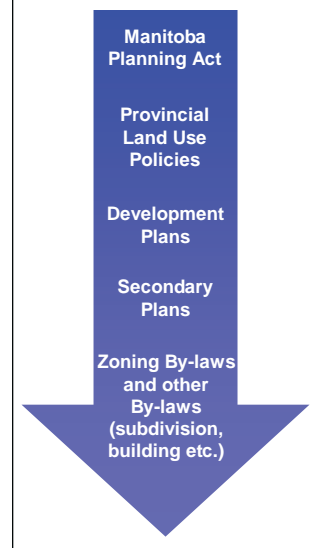 Manitoba
Planning Act
Provincial
Land Use
Policies
Development
Plans
Secondary
Plans
Zoning By-laws
and other
By-laws
(subdivision,
building etc.)